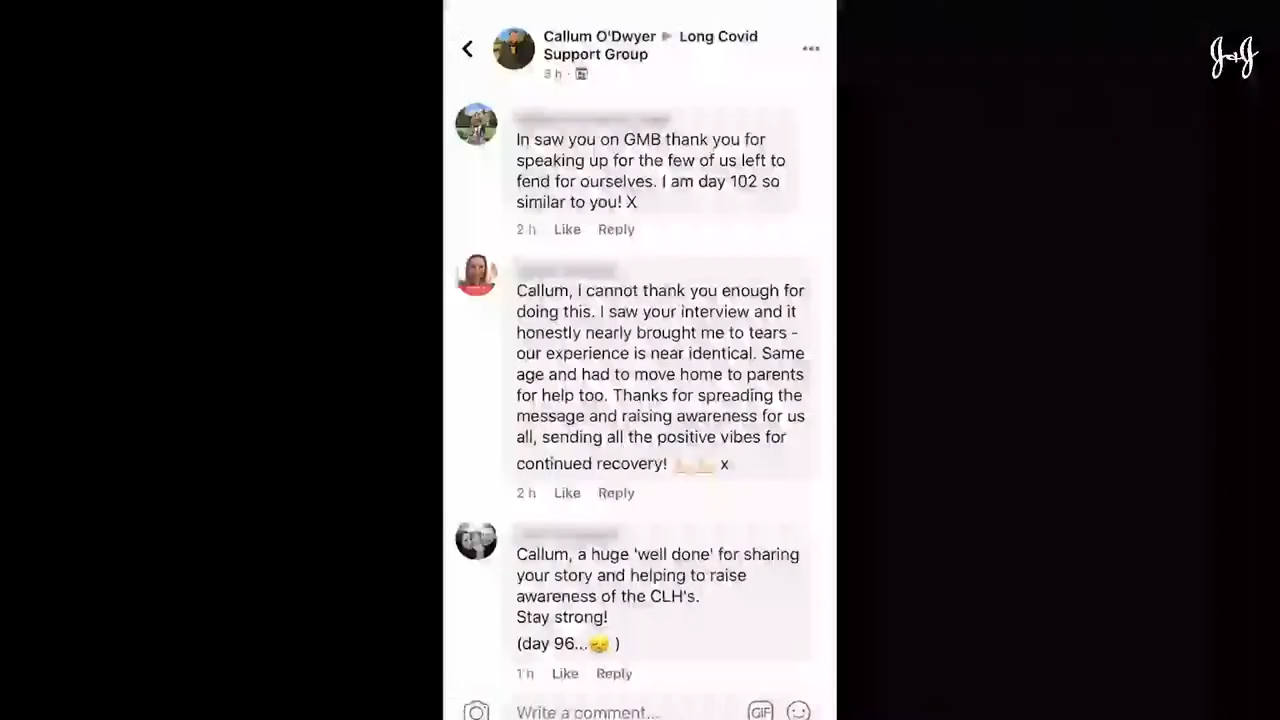 Callum O'Dwyer ▶ Long Covid
Support Group
3 h ·
In saw you on GMB thank you for
speaking up for the few of us left to
fend for ourselves. I am day 102 so
similar to you! X
2 h Like Reply
Callum, I cannot thank you enough for
doing this. I saw your interview and it
honestly nearly brought me to tears -
our experience is near identical. Same
age and had to move home to parents
for help too. Thanks for spreading the
message and raising awareness for us
all, sending all the positive vibes for
continued recovery! x
2 h Like Reply
Callum, a huge 'well done' for sharing
your story and helping to raise
awareness of the CLH's.
Stay strong!
(day 96...😪 )
1 h Like Reply
Write a comment... GIF
J+J